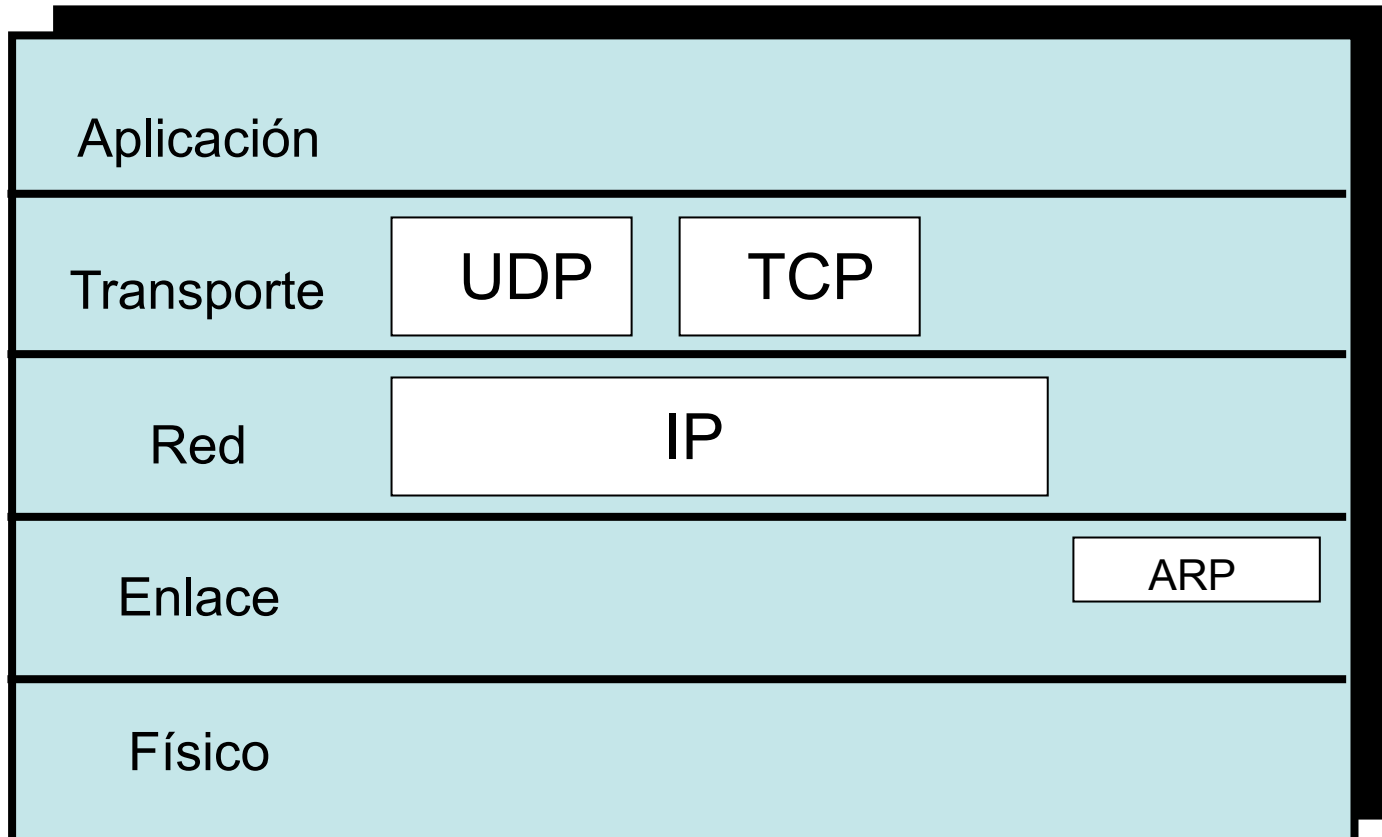 Aplicación
Transporte UDP TCP
Red IP
Enlace ARP
Físico